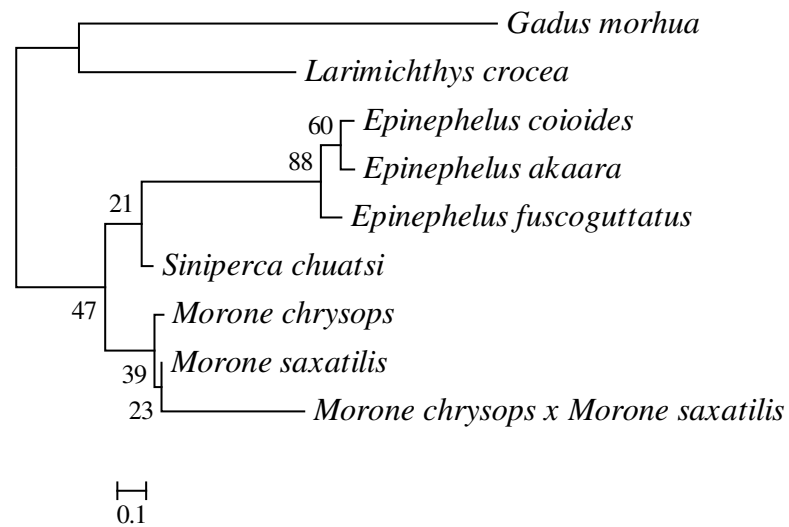 Gadus morhua
Larimichthys crocea
60
Epinephelus coioides
88
Epinephelus akaara
21
Epinephelus fuscoguttatus
Siniperca chuatsi
47
Morone chrysops
Morone saxatilis
39
23
Morone chrysops x Morone saxatilis
0.1